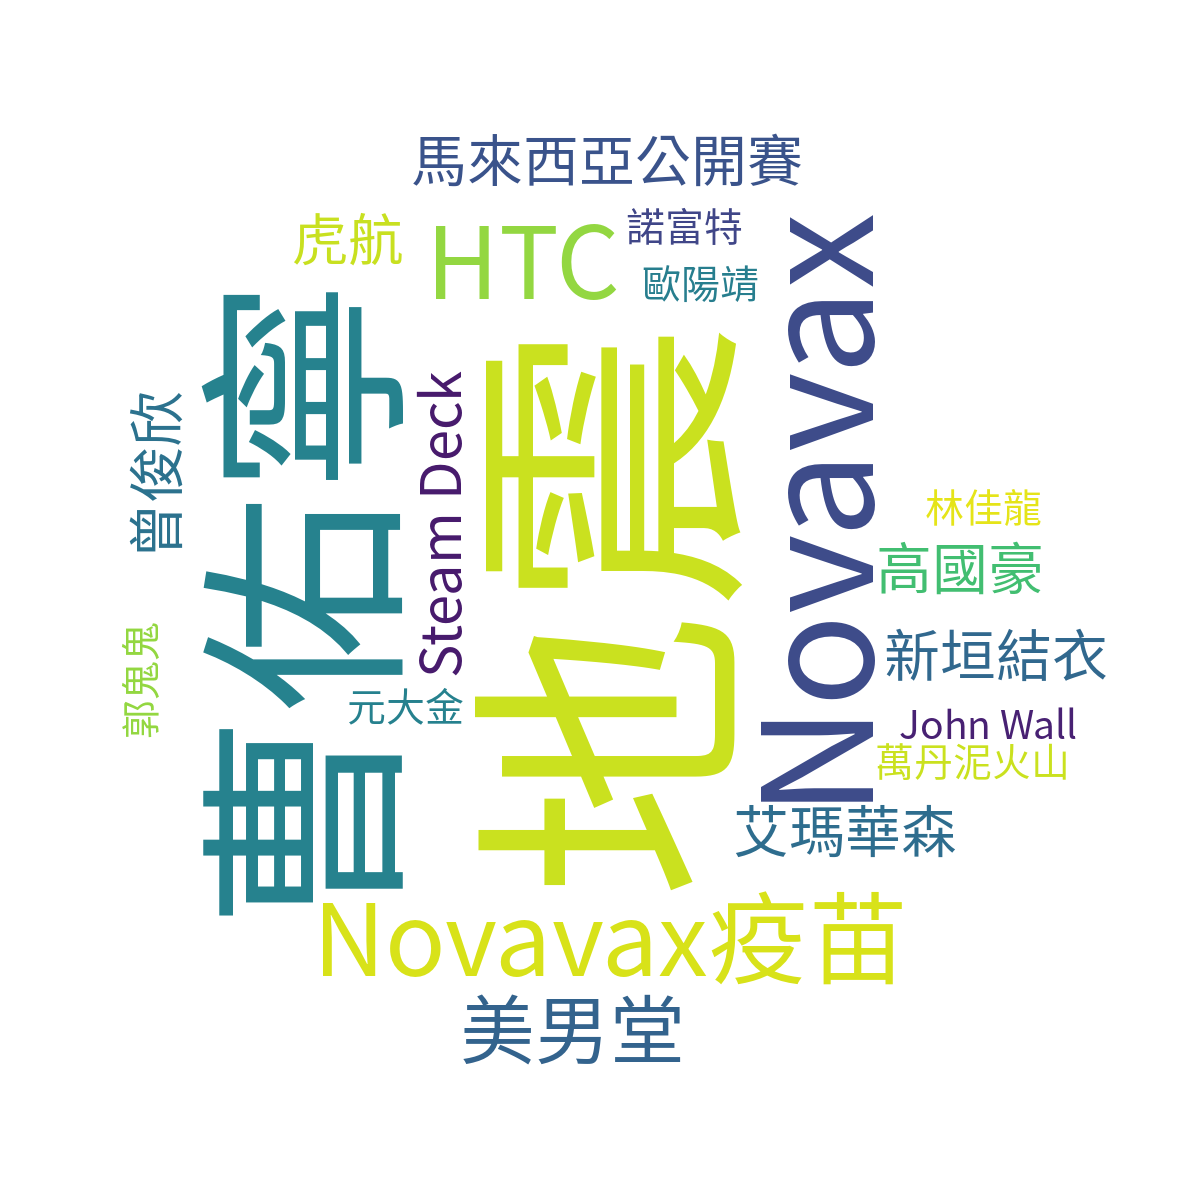 馬來西亞公開賽
虎航
HTC
諾富特
歐陽靖
曹佑寧
地震
Novavax
Steam Deck
曾俊欣
林佳龍
高國豪
郭鬼鬼
新垣結衣
元大金
John Wall
萬丹泥火山
艾瑪華森
Novavax疫苗
美男堂